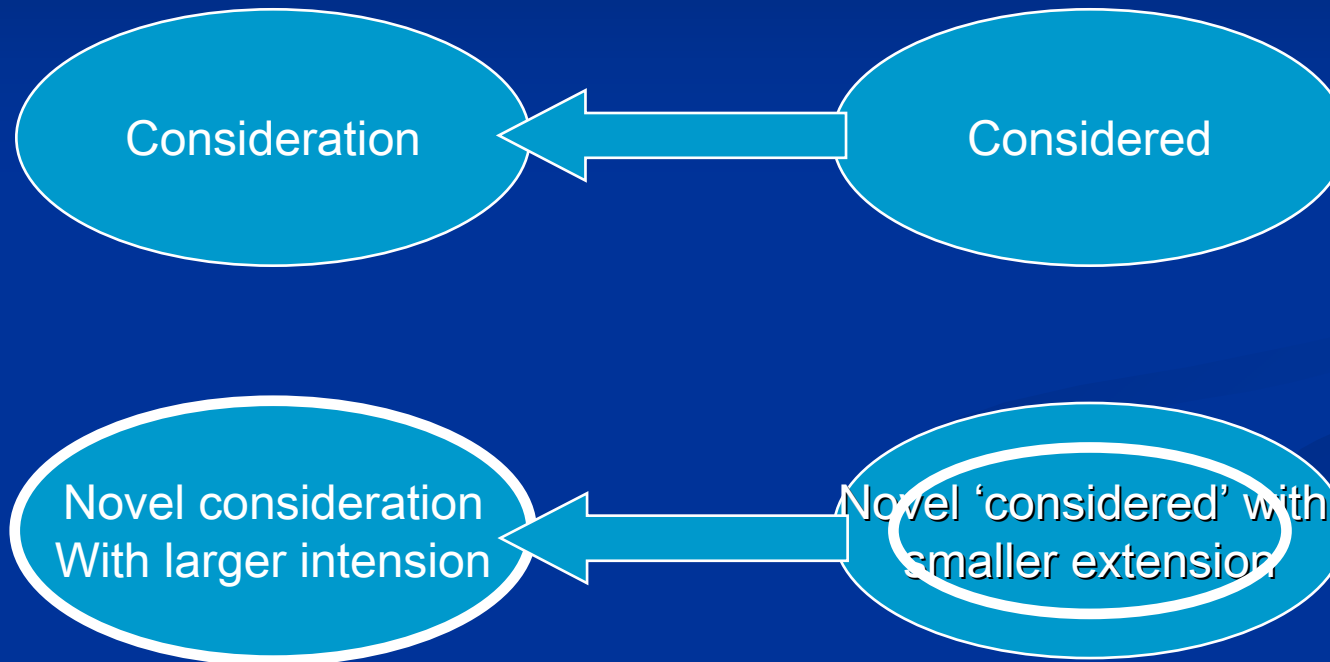 Consideration
Considered
Novel consideration
With larger intension
Novel ‘considered’ with
smaller extension